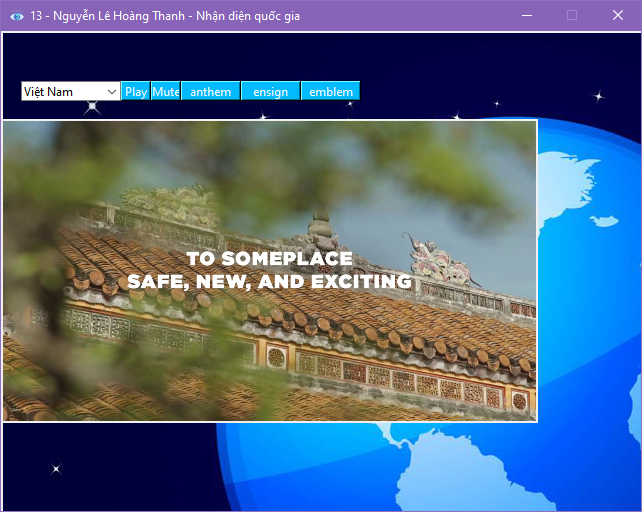 13 - Nguyễn Lê Hoàng Thanh - Nhận diện quốc gia
Việt Nam Play Mute anthem ensign emblem
TO SOMEPLACE
SAFE, NEW, AND EXCITING